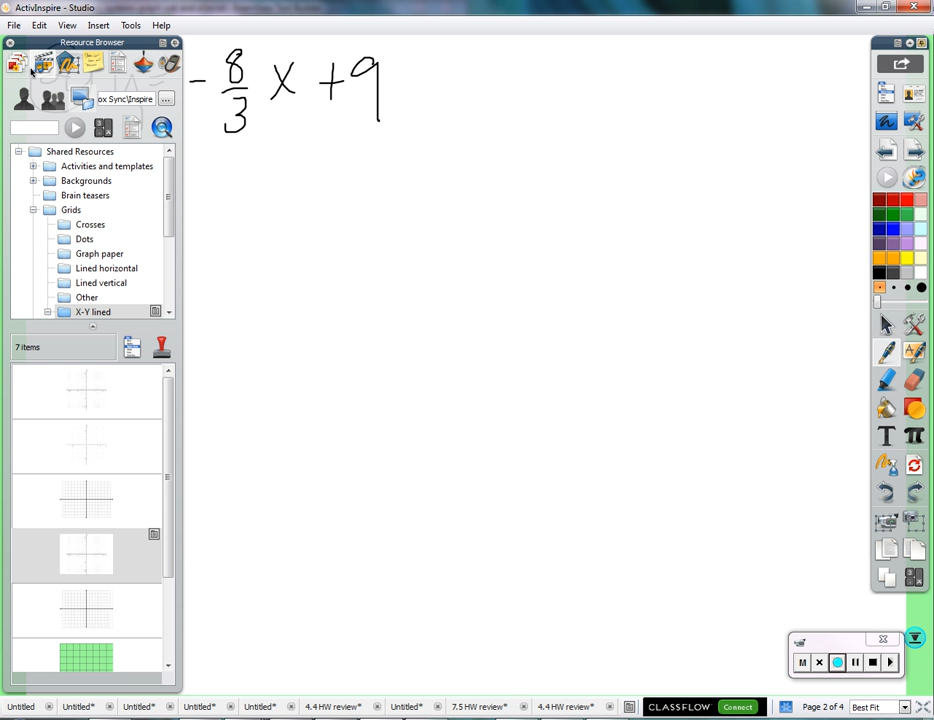 ActivInspire - Studio
File Edit View Insert Tools Help
Resource Browser
- 8/3 x + 9
ox Sync\Inspire ...
Shared Resources
Activities and templates
Backgrounds
Brain teasers
Grids
Crosses
Dots
Graph paper
Lined horizontal
Lined vertical
Other
X-Y lined
7 items
T π
M
Untitled Untitled* Untitled* Untitled* Untitled* 4.4 HW review* Untitled* 7.5 HW review* 4.4 HW review* CLASSFLOW Connect Page 2 of 4 Best Fit